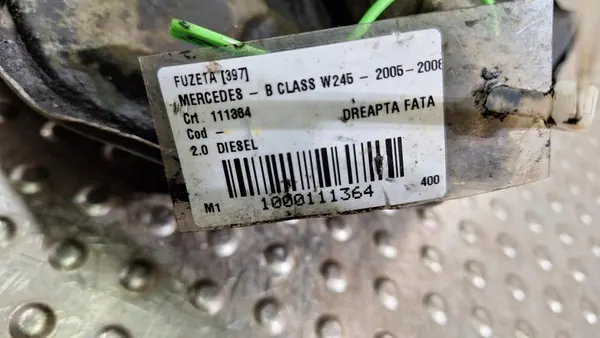 FUZETA [397]
MERCEDES - B CLASS W245 - 2005-2008
Crt. 111364 DREAPTA FATA
Cod -
2.0 DIESEL
M1 1000111364 400